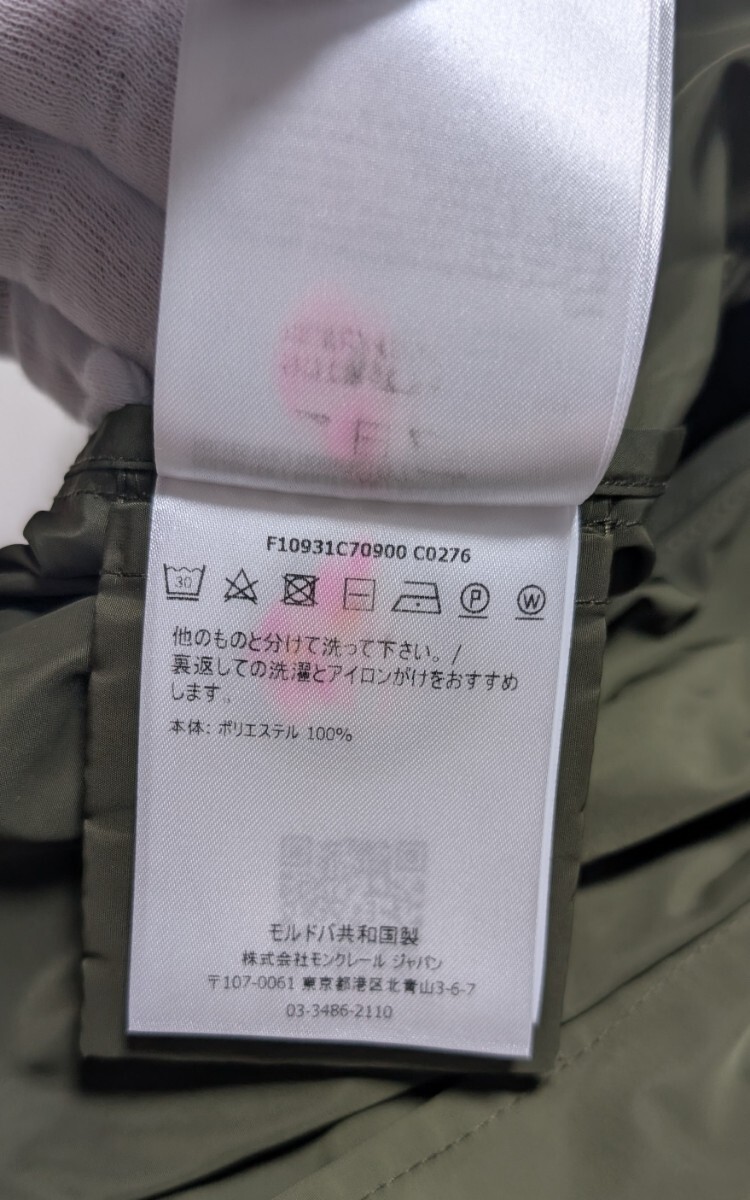 F10931C70900 C0276
30
P
W
他のものと分けて洗って下さい。/
裏返しての洗濯とアイロンがけをおすすめ
します。
本体: ポリエステル 100%
モルドバ共和国製
株式会社モンクレール ジャパン
〒107-0061 東京都港区北青山3-6-7
03-3486-2110